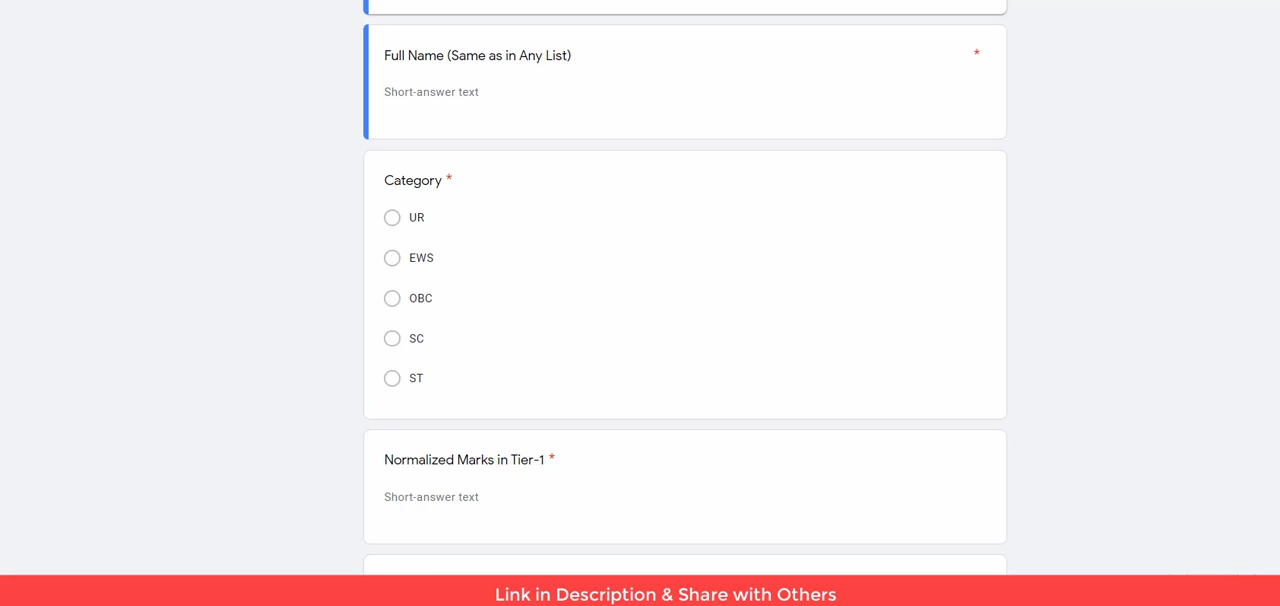 Full Name (Same as in Any List) *
Short-answer text
Category *
UR
EWS
OBC
SC
ST
Normalized Marks in Tier-1 *
Short-answer text
Link in Description & Share with Others